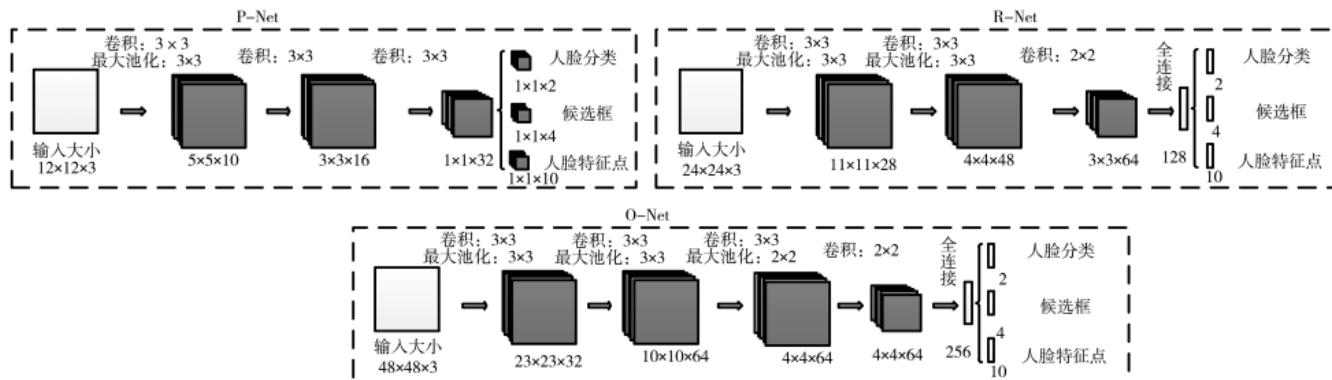 P-Net
卷积：3×3
最大池化：3×3
卷积：3×3
卷积：3×3
人脸分类
1×1×2
候选框
1×1×4
人脸特征点
1×1×10
输入大小
12×12×3
5×5×10
3×3×16
1×1×32
R-Net
卷积：3×3
最大池化：3×3
卷积：3×3
最大池化：3×3
卷积：2×2
全连接
人脸分类
2
候选框
4
人脸特征点
10
输入大小
24×24×3
11×11×28
4×4×48
3×3×64
128
O-Net
卷积：3×3
最大池化：3×3
卷积：3×3
最大池化：3×3
卷积：3×3
最大池化：2×2
卷积：2×2
全连接
人脸分类
2
候选框
4
人脸特征点
10
输入大小
48×48×3
23×23×32
10×10×64
4×4×64
4×4×64
256